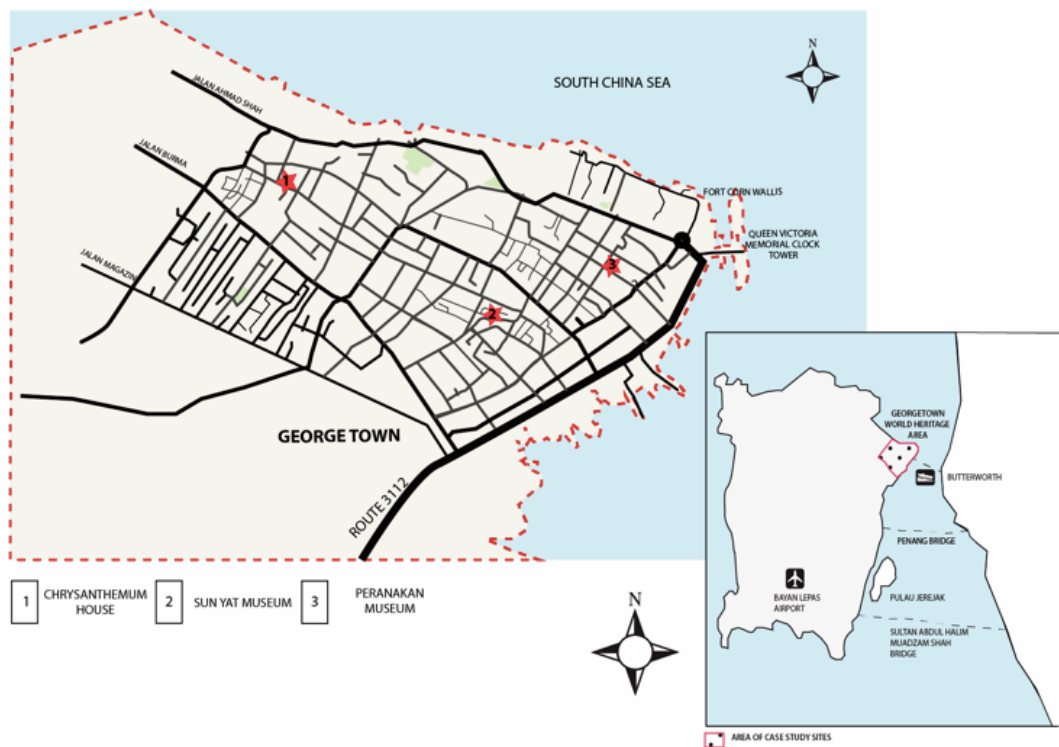 N
SOUTH CHINA SEA
JALAN AHMAD SHAH
JALAN BURMA
1
FORT CORN WALLIS
QUEEN VICTORIA
MEMORIAL CLOCK
TOWER
3
JALAN MAGAZIN
2
GEORGE TOWN
ROUTE 3112
GEORGETOWN
WORLD HERITAGE
AREA
BUTTERWORTH
PENANG BRIDGE
BAYAN LEPAS
AIRPORT
PULAU JEREJAK
SULTAN ABDUL HALIM
MUADZAM SHAH
BRIDGE
1 CHRYSANTHEMUM
HOUSE
2 SUN YAT MUSEUM
3 PERANAKAN
MUSEUM
N
AREA OF CASE STUDY SITES